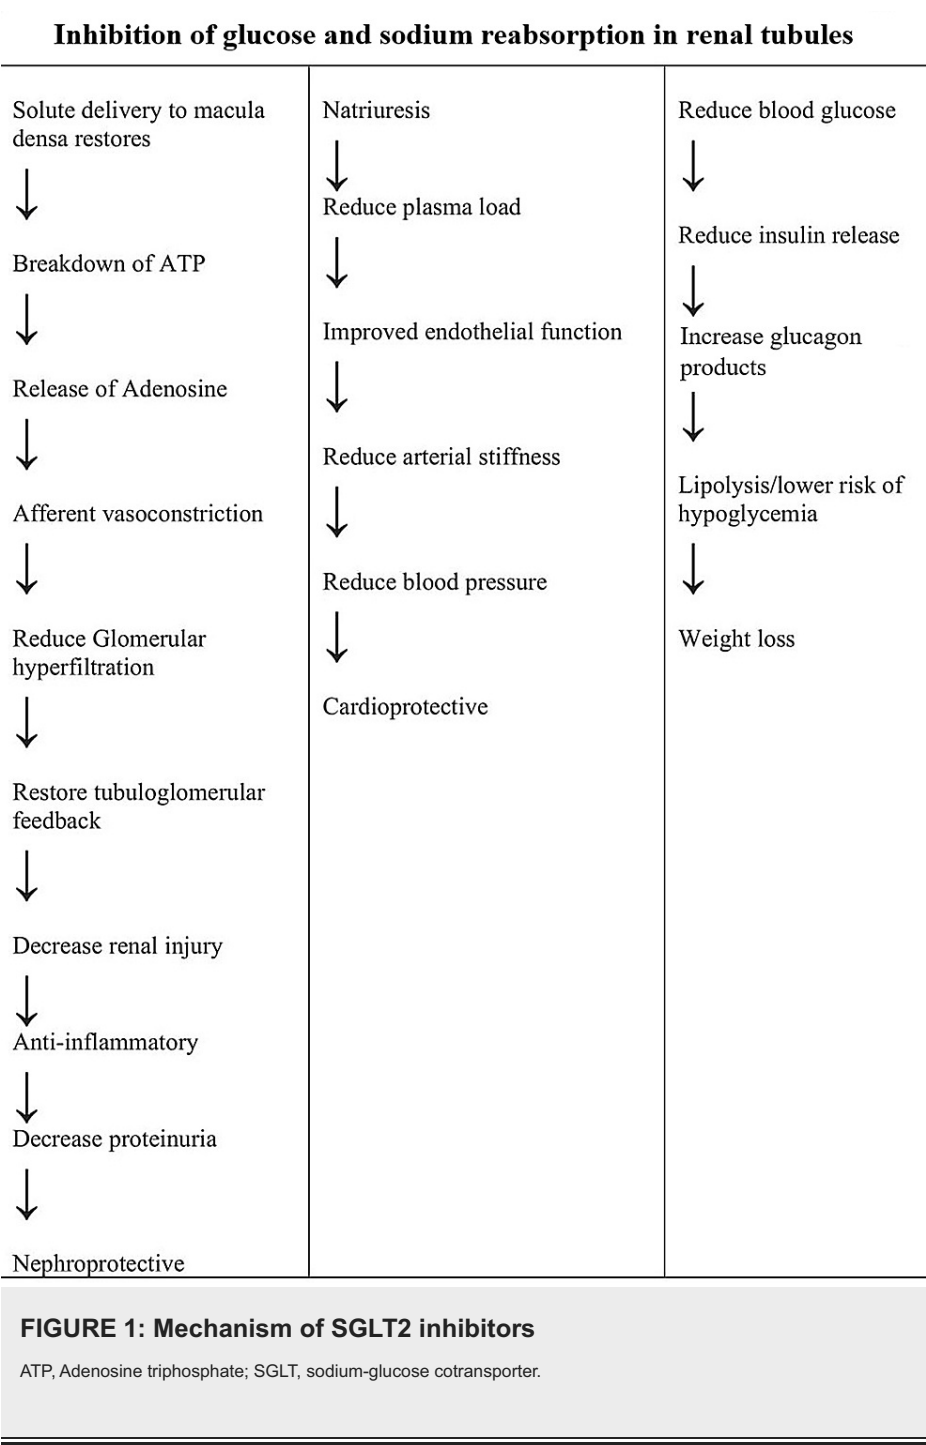 Inhibition of glucose and sodium reabsorption in renal tubules
Solute delivery to macula
densa restores
Breakdown of ATP
Release of Adenosine
Afferent vasoconstriction
Reduce Glomerular
hyperfiltration
Restore tubuloglomerular
feedback
Decrease renal injury
Anti-inflammatory
Decrease proteinuria
Nephroprotective
Natriuresis
Reduce plasma load
Improved endothelial function
Reduce arterial stiffness
Reduce blood pressure
Cardioprotective
Reduce blood glucose
Reduce insulin release
Increase glucagon
products
Lipolysis/lower risk of
hypoglycemia
Weight loss
FIGURE 1: Mechanism of SGLT2 inhibitors
ATP, Adenosine triphosphate; SGLT, sodium-glucose cotransporter.